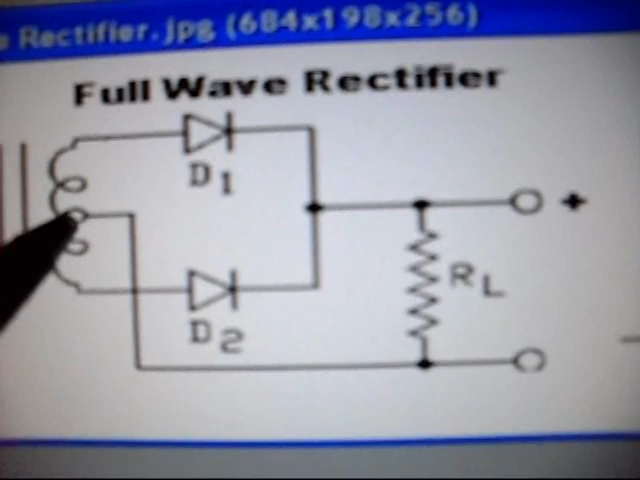 Rectifier.jpg (684x198x256)
Full Wave Rectifier
D1
+
RL
D2